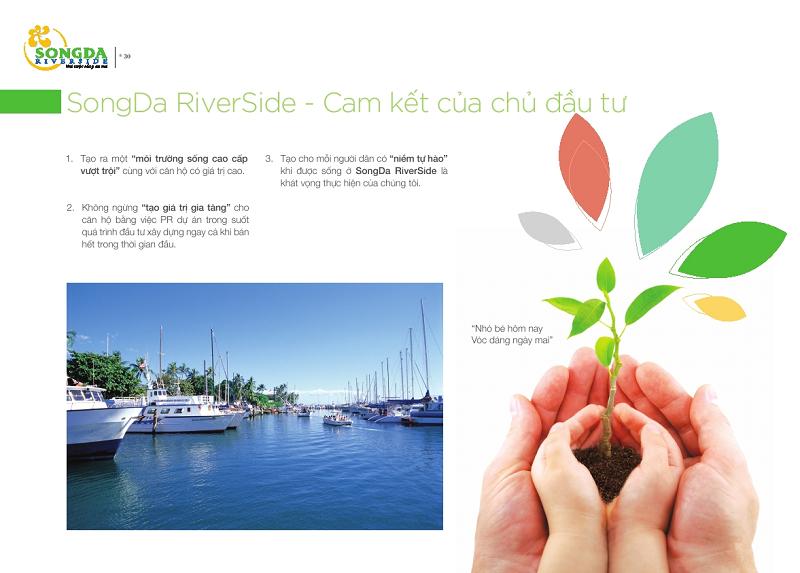 SONGDA
RIVERSIDE
* 30
SongDa RiverSide - Cam kết của chủ đầu tư
1. Tạo ra một “môi trường sống cao cấp
vượt trội” cùng với căn hộ có giá trị cao.
2. Không ngừng “tạo giá trị gia tăng” cho
căn hộ bằng việc PR dự án trong suốt
quá trình đầu tư xây dựng ngay cả khi bán
hết trong thời gian đầu.
3. Tạo cho mỗi người dân có “niềm tự hào”
khi được sống ở SongDa RiverSide là
khát vọng thực hiện của chúng tôi.
“Nhỏ bé hôm nay
Vóc dáng ngày mai”